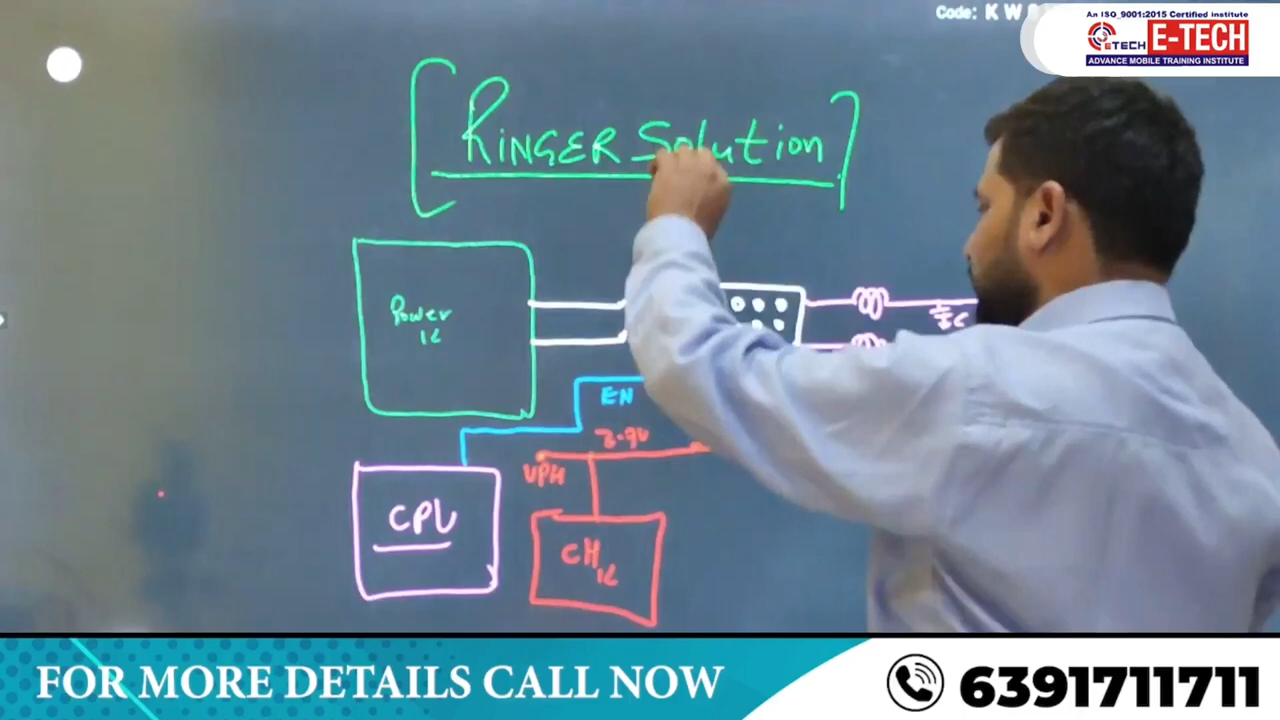 Code: K W
An ISO 9001:2015 Certified institute
ETECH E-TECH
ADVANCE MOBILE TRAINING INSTITUTE
RINGER Solution
Power
IC
EN
3.9V
VPH
CPU
CH IC
FOR MORE DETAILS CALL NOW
6391711711